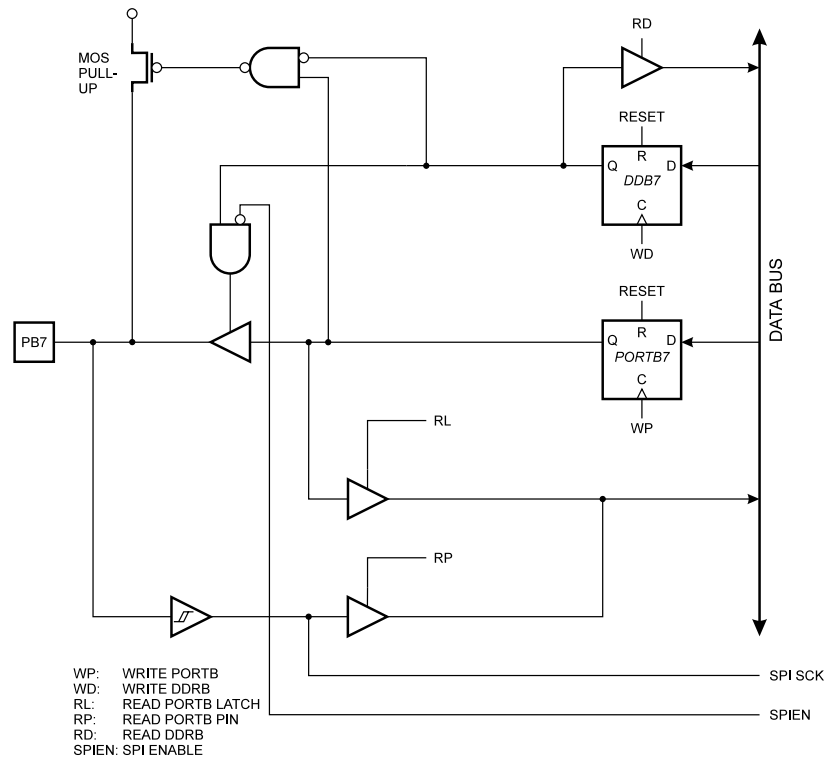 RD
MOS
PULL-
UP
RESET
R
Q
DDB7
D
C
WD
DATA BUS
RESET
PB7
R
Q
PORTB7
D
C
WP
RL
RP
WP: WRITE PORTB
WD: WRITE DDRB
RL: READ PORTB LATCH
RP: READ PORTB PIN
RD: READ DDRB
SPIEN: SPI ENABLE
SPI SCK
SPIEN